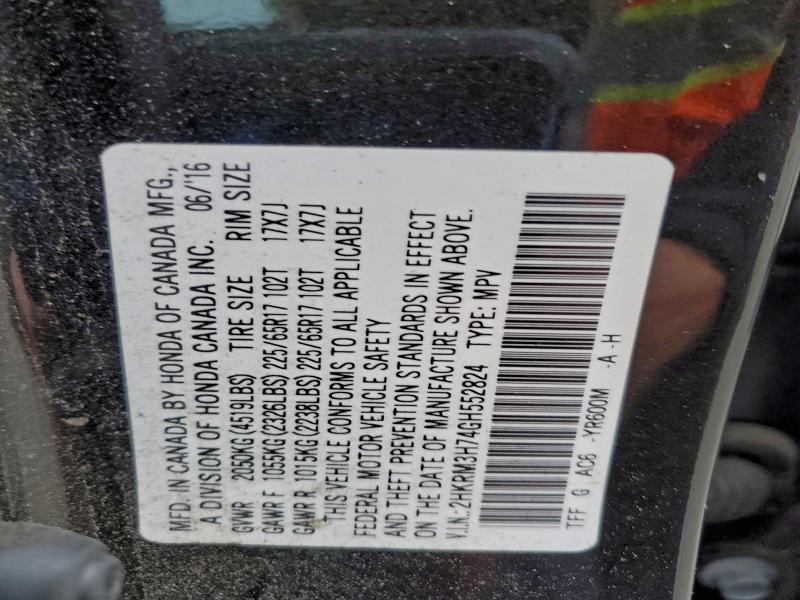 MFD. IN CANADA BY HONDA OF CANADA MFG.,
A DIVISION OF HONDA CANADA INC. 06/'16
GVWR 2050KG (4519LBS) TIRE SIZE RIM SIZE
GAWR F 1055KG (2326LBS) 225/65R17 102T 17X7J
GAWR R 1015KG (2238LBS) 225/65R17 102T 17X7J
THIS VEHICLE CONFORMS TO ALL APPLICABLE
FEDERAL MOTOR VEHICLE SAFETY
AND THEFT PREVENTION STANDARDS IN EFFECT
ON THE DATE OF MANUFACTURE SHOWN ABOVE.
V.I.N.:2HKRM3H74GH552824 TYPE: MPV
TFF G AC6 -YR600M -A -H